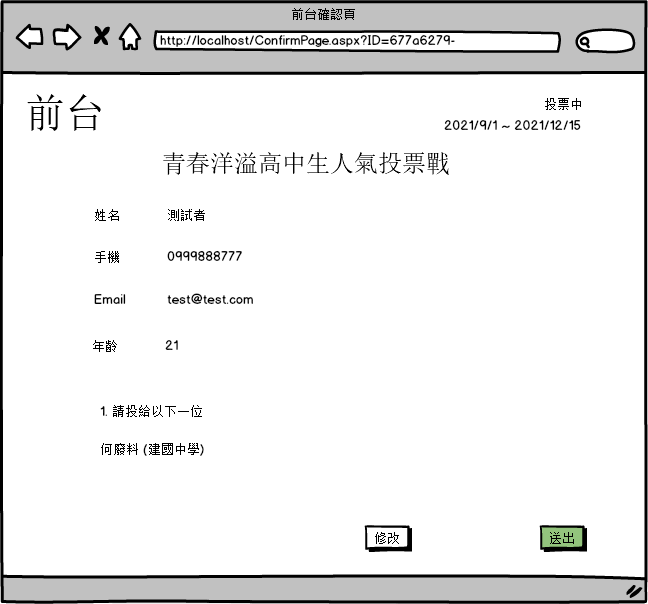 前台確認頁
http://localhost/ConfirmPage.aspx?ID=677a6279-
前台
投票中
2021/9/1 ~ 2021/12/15
青春洋溢高中生人氣投票戰
姓名 測試者
手機 0999888777
Email test@test.com
年齡 21
1. 請投給以下一位
何廢料 (建國中學)
修改 送出